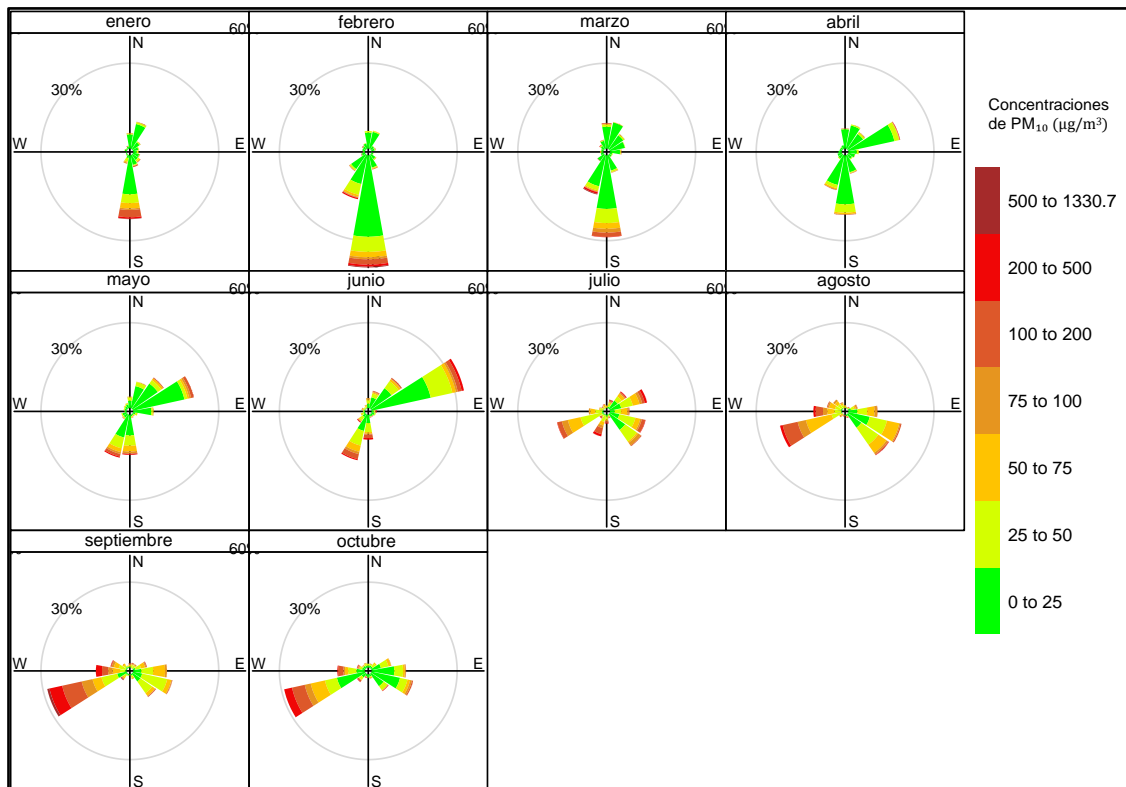 enero
60%
febrero
60%
marzo
60%
abril
N
N
N
N
30%
30%
30%
30%
W
E
W
E
W
E
W
E
S
S
S
S
mayo
60%
junio
60%
julio
60%
agosto
N
N
N
N
30%
30%
30%
30%
W
E
W
E
W
E
W
E
S
S
S
S
septiembre
60%
octubre
N
N
30%
30%
W
E
W
E
S
S
Concentraciones
de PM₁₀ (μg/m³)
500 to 1330.7
200 to 500
100 to 200
75 to 100
50 to 75
25 to 50
0 to 25